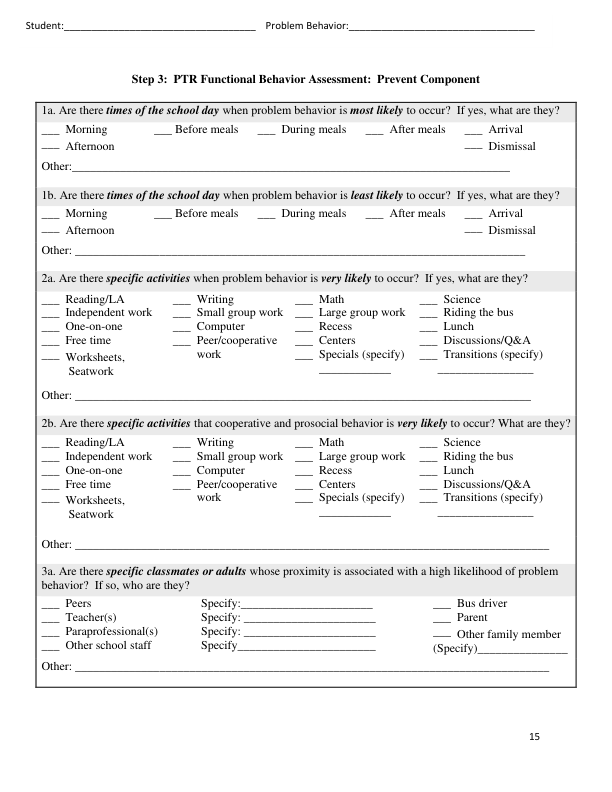 Student:___________________________________ Problem Behavior:__________________________________
Step 3: PTR Functional Behavior Assessment: Prevent Component
1a. Are there times of the school day when problem behavior is most likely to occur? If yes, what are they?
___ Morning ___ Before meals ___ During meals ___ After meals ___ Arrival
___ Afternoon ___ Dismissal
Other:_________________________________________________________________________
1b. Are there times of the school day when problem behavior is least likely to occur? If yes, what are they?
___ Morning ___ Before meals ___ During meals ___ After meals ___ Arrival
___ Afternoon ___ Dismissal
Other: ___________________________________________________________________________
2a. Are there specific activities when problem behavior is very likely to occur? If yes, what are they?
___ Reading/LA ___ Writing ___ Math ___ Science
___ Independent work ___ Small group work ___ Large group work ___ Riding the bus
___ One-on-one ___ Computer ___ Recess ___ Lunch
___ Free time ___ Peer/cooperative ___ Centers ___ Discussions/Q&A
___ Worksheets, work ___ Specials (specify) ___ Transitions (specify)
Seatwork ____________ ________________
Other: ____________________________________________________________________________
2b. Are there specific activities that cooperative and prosocial behavior is very likely to occur? What are they?
___ Reading/LA ___ Writing ___ Math ___ Science
___ Independent work ___ Small group work ___ Large group work ___ Riding the bus
___ One-on-one ___ Computer ___ Recess ___ Lunch
___ Free time ___ Peer/cooperative ___ Centers ___ Discussions/Q&A
___ Worksheets, work ___ Specials (specify) ___ Transitions (specify)
Seatwork ____________ ________________
Other: _______________________________________________________________________________
3a. Are there specific classmates or adults whose proximity is associated with a high likelihood of problem
behavior? If so, who are they?
___ Peers Specify:______________________ ___ Bus driver
___ Teacher(s) Specify: ______________________ ___ Parent
___ Paraprofessional(s) Specify: ______________________ ___ Other family member
___ Other school staff Specify_______________________ (Specify)_______________
Other: _______________________________________________________________________________
15